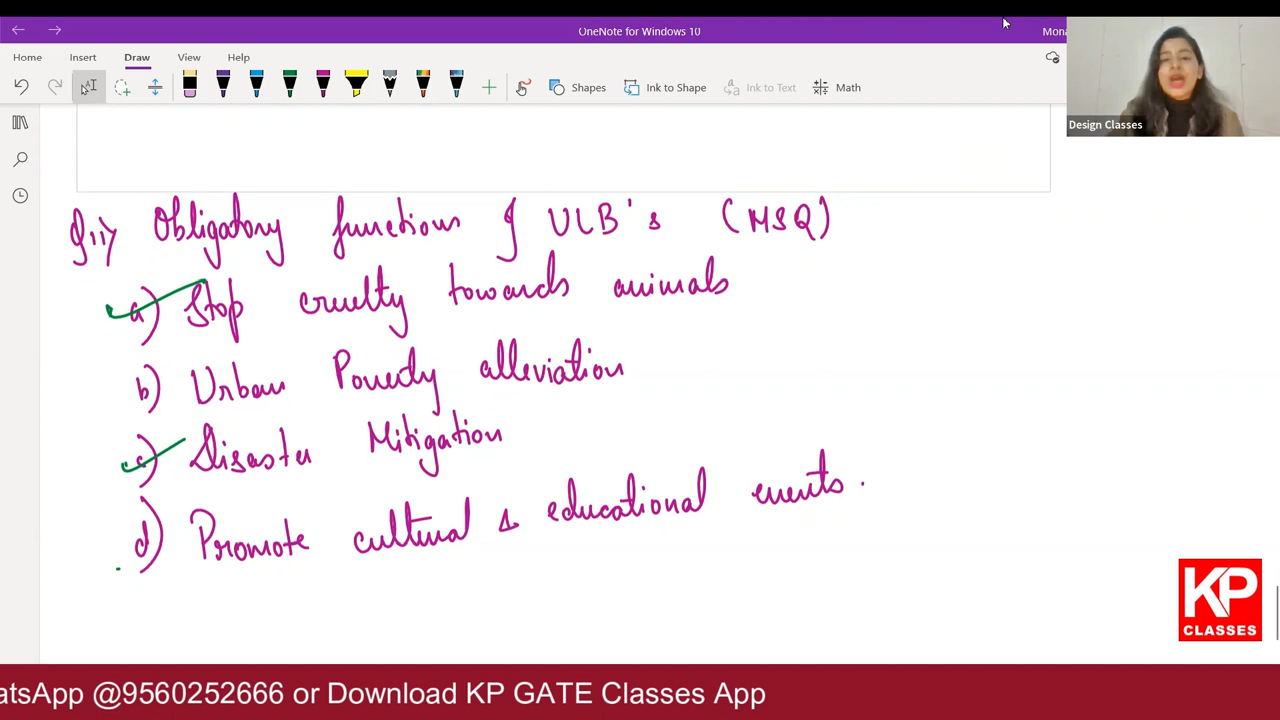 OneNote for Windows 10
Mona
Home Insert Draw View Help
Shapes Ink to Shape Ink to Text Math
Design Classes
Q11) Obligatory functions of ULB's (MSQ)
a) Stop cruelty towards animals
b) Urban Poverty alleviation
c) Disaster Mitigation
d) Promote cultural & educational events.
KP
CLASSES
atsApp @9560252666 or Download KP GATE Classes App